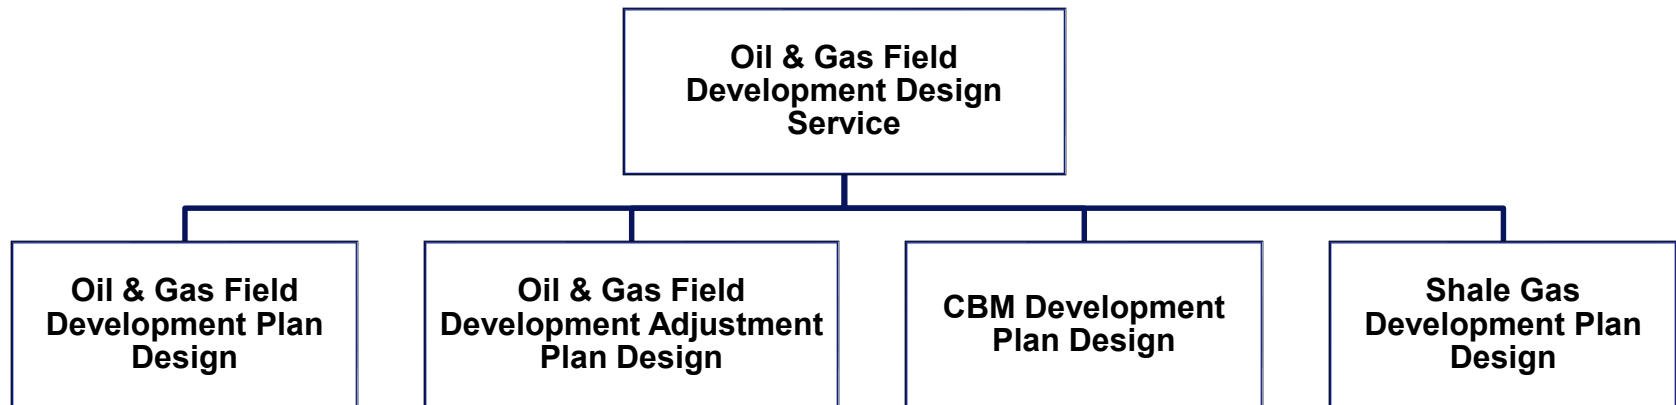 Oil & Gas Field
Development Design
Service
Oil & Gas Field
Development Plan
Design
Oil & Gas Field
Development Adjustment
Plan Design
CBM Development
Plan Design
Shale Gas
Development Plan
Design